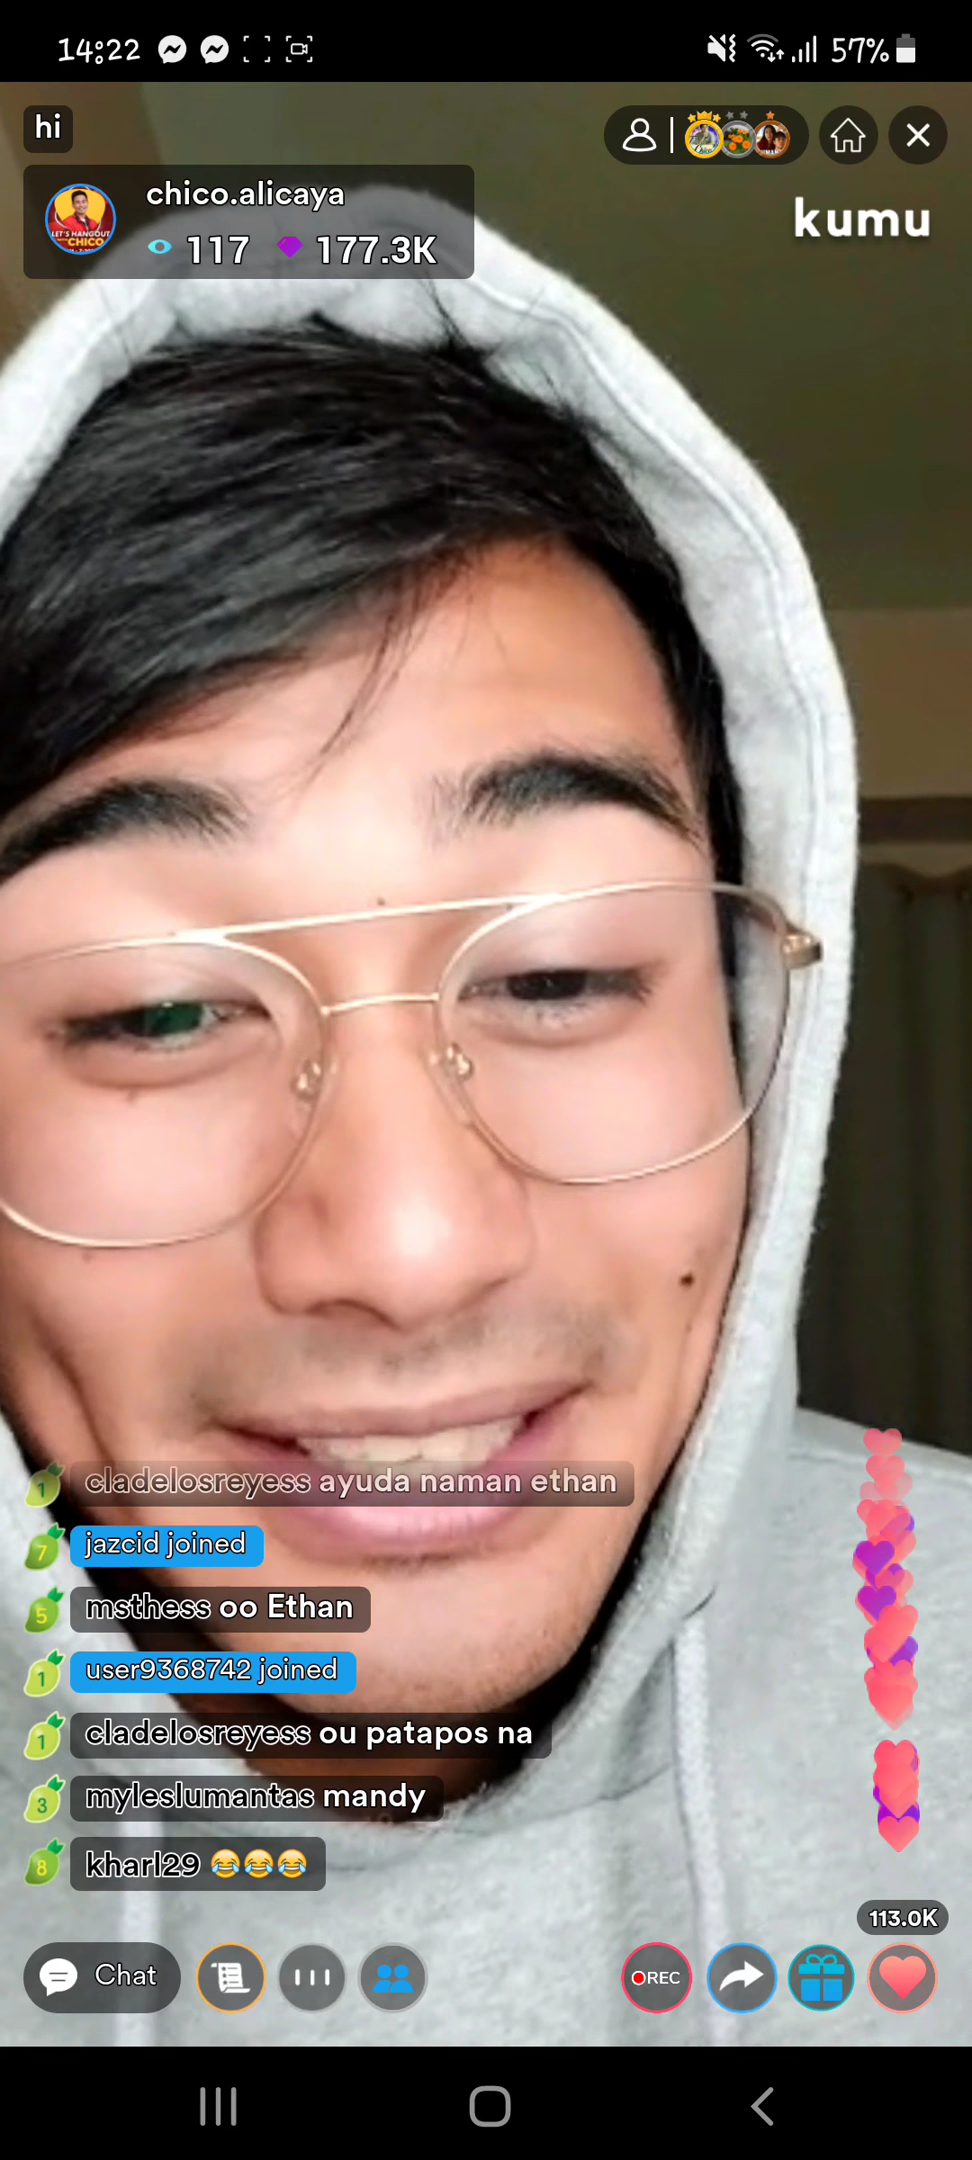 14:22
57%
hi
chico.alicaya
117 177.3K
LET'S HANGOUT
CHICO
kumu
1 cladelosreyess ayuda naman ethan
7 jazcid joined
5 msthess oo Ethan
1 user9368742 joined
1 cladelosreyess ou patapos na
3 myleslumantas mandy
8 kharl29 😂😂😂
113.0K
Chat
REC